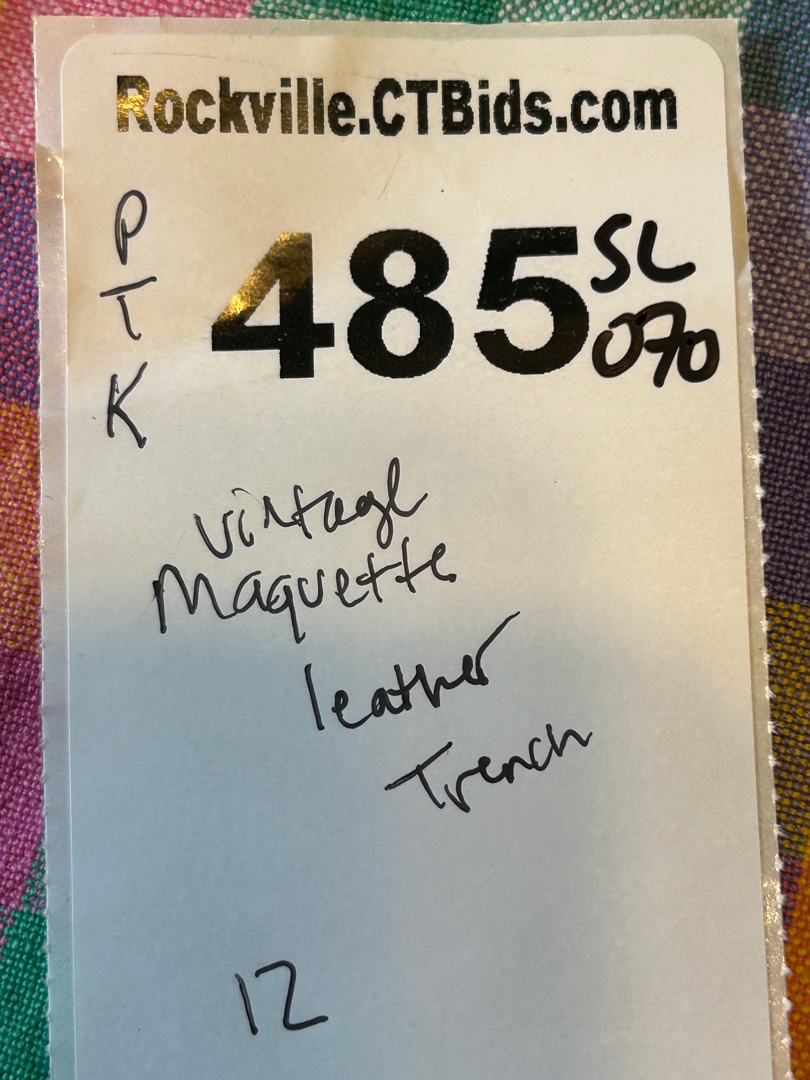 Rockville.CTBids.com
P
T
K
485 SL
070
vintage
Maquette
leather
Trench
12